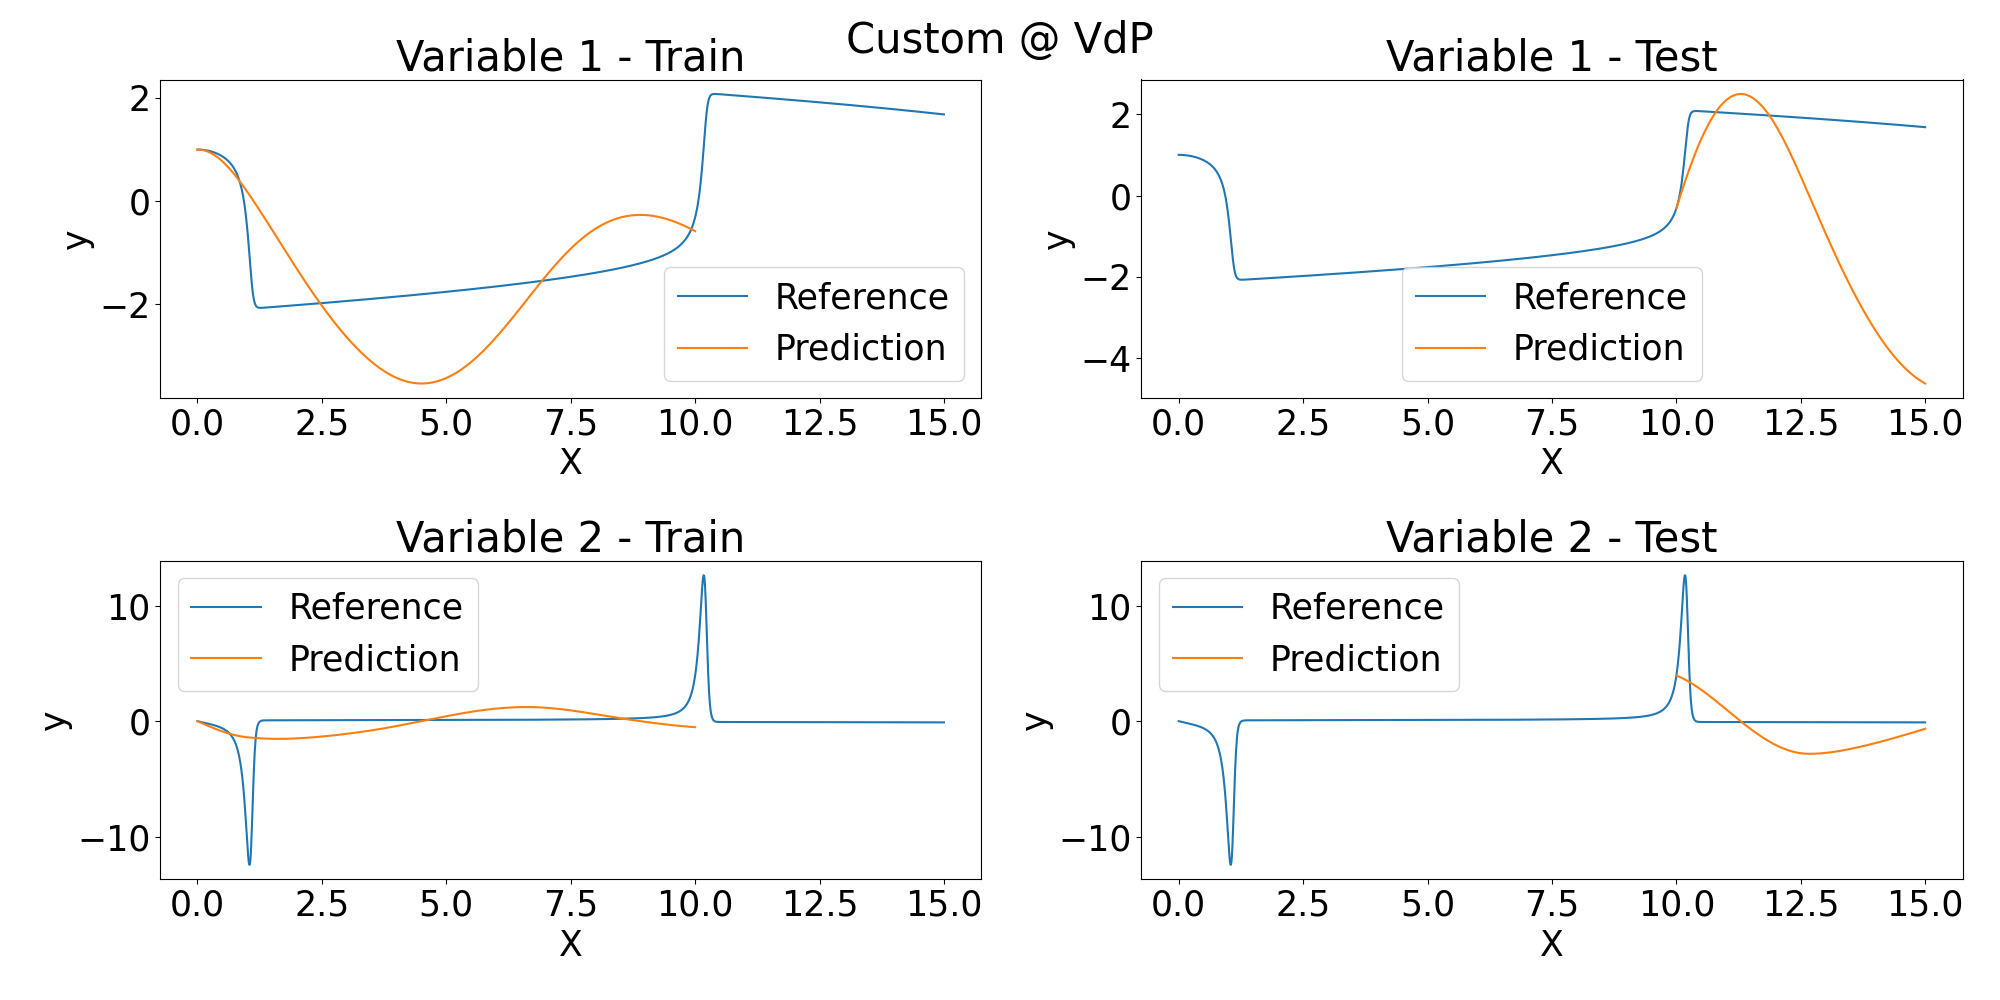 Custom @ VdP
Variable 1 - Train
2
0
−2
y
Reference
Prediction
0.0 2.5 5.0 7.5 10.0 12.5 15.0
X
Variable 1 - Test
2
0
−2
−4
y
Reference
Prediction
0.0 2.5 5.0 7.5 10.0 12.5 15.0
X
Variable 2 - Train
10
0
−10
y
Reference
Prediction
0.0 2.5 5.0 7.5 10.0 12.5 15.0
X
Variable 2 - Test
10
0
−10
y
Reference
Prediction
0.0 2.5 5.0 7.5 10.0 12.5 15.0
X